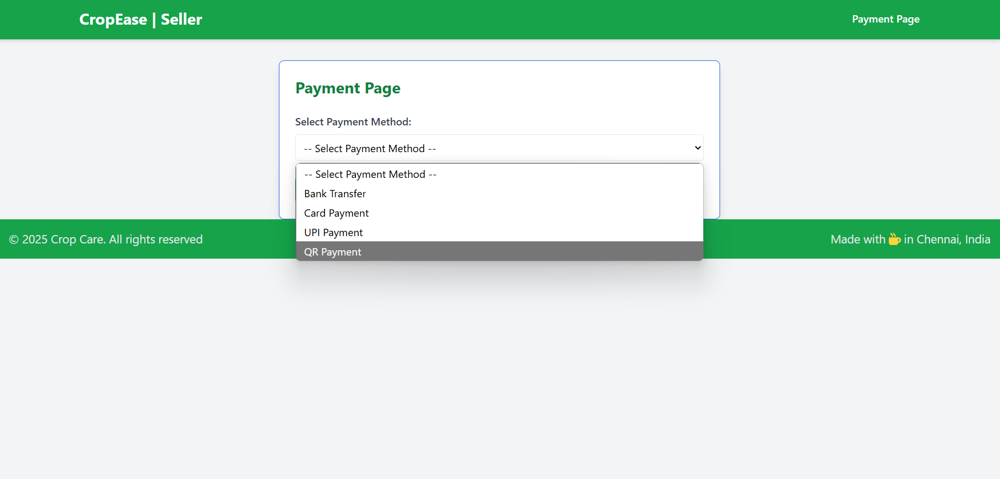 CropEase | Seller
Payment Page
Payment Page
Select Payment Method:
-- Select Payment Method --
-- Select Payment Method --
Bank Transfer
Card Payment
UPI Payment
QR Payment
© 2025 Crop Care. All rights reserved
Made with in Chennai, India